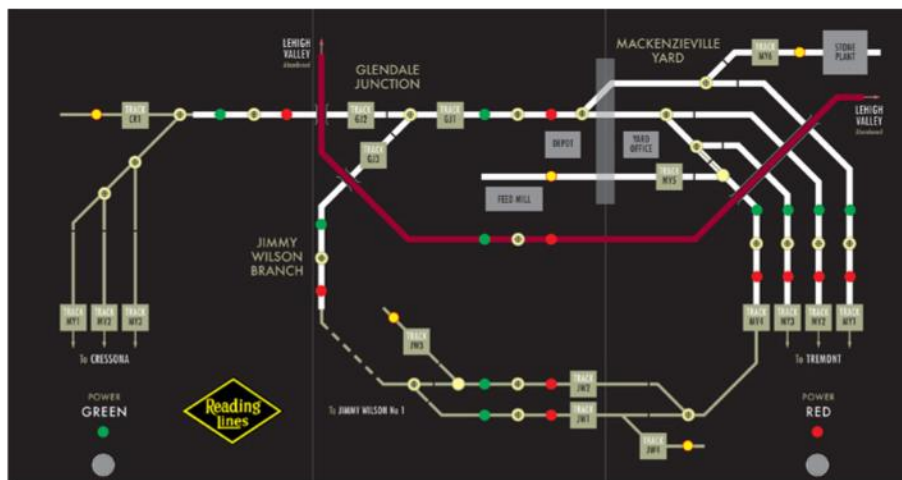 LEHIGH
VALLEY
(Abandoned)
GLENDALE
JUNCTION
MACKENZIEVILLE
YARD
TRACK
MY6
STONE
PLANT
TRACK
CR1
TRACK
GJ2
TRACK
GJ1
TRACK
GJ3
DEPOT
YARD
OFFICE
LEHIGH
VALLEY
(Abandoned)
FEED MILL
TRACK
MY5
JIMMY
WILSON
BRANCH
TRACK
MY1
TRACK
MY2
TRACK
MY3
To CRESSONA
TRACK
JW3
TRACK
MY4
TRACK
MY3
TRACK
MY2
TRACK
MY1
To TREMONT
TRACK
JW2
TRACK
JW1
To JIMMY WILSON No 1
TRACK
JW4
POWER
GREEN
Reading
Lines
POWER
RED